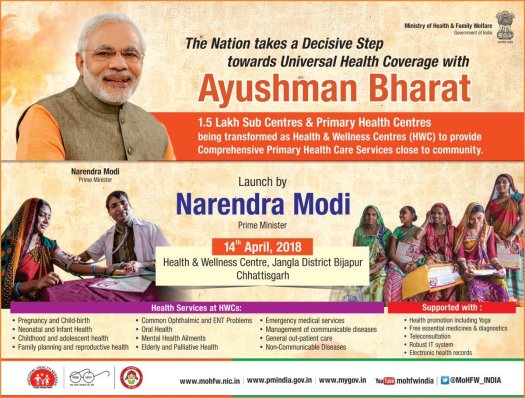 Ministry of Health & Family Welfare
Government of India
The Nation takes a Decisive Step
towards Universal Health Coverage with
Ayushman Bharat
1.5 Lakh Sub Centres & Primary Health Centres
being transformed as Health & Wellness Centres (HWC) to provide
Comprehensive Primary Health Care Services close to community.
Narendra Modi
Prime Minister
Launch by
Narendra Modi
Prime Minister
14th April, 2018
Health & Wellness Centre, Jangla District Bijapur
Chhattisgarh
Health Services at HWCs:
• Pregnancy and Child-birth
• Neonatal and Infant Health
• Childhood and adolescent health
• Family planning and reproductive health
• Common Ophthalmic and ENT Problems
• Oral Health
• Mental Health Ailments
• Elderly and Palliative Health
• Emergency medical services
• Management of communicable diseases
• General out-patient care
• Non-Communicable Diseases
Supported with :
• Health promotion including Yoga
• Free essential medicines & diagnostics
• Teleconsultation
• Robust IT system
• Electronic health records
www.mohfw.nic.in
www.pmindia.gov.in
www.mygov.in
YouTube mohfwindia
@MoHFW_INDIA